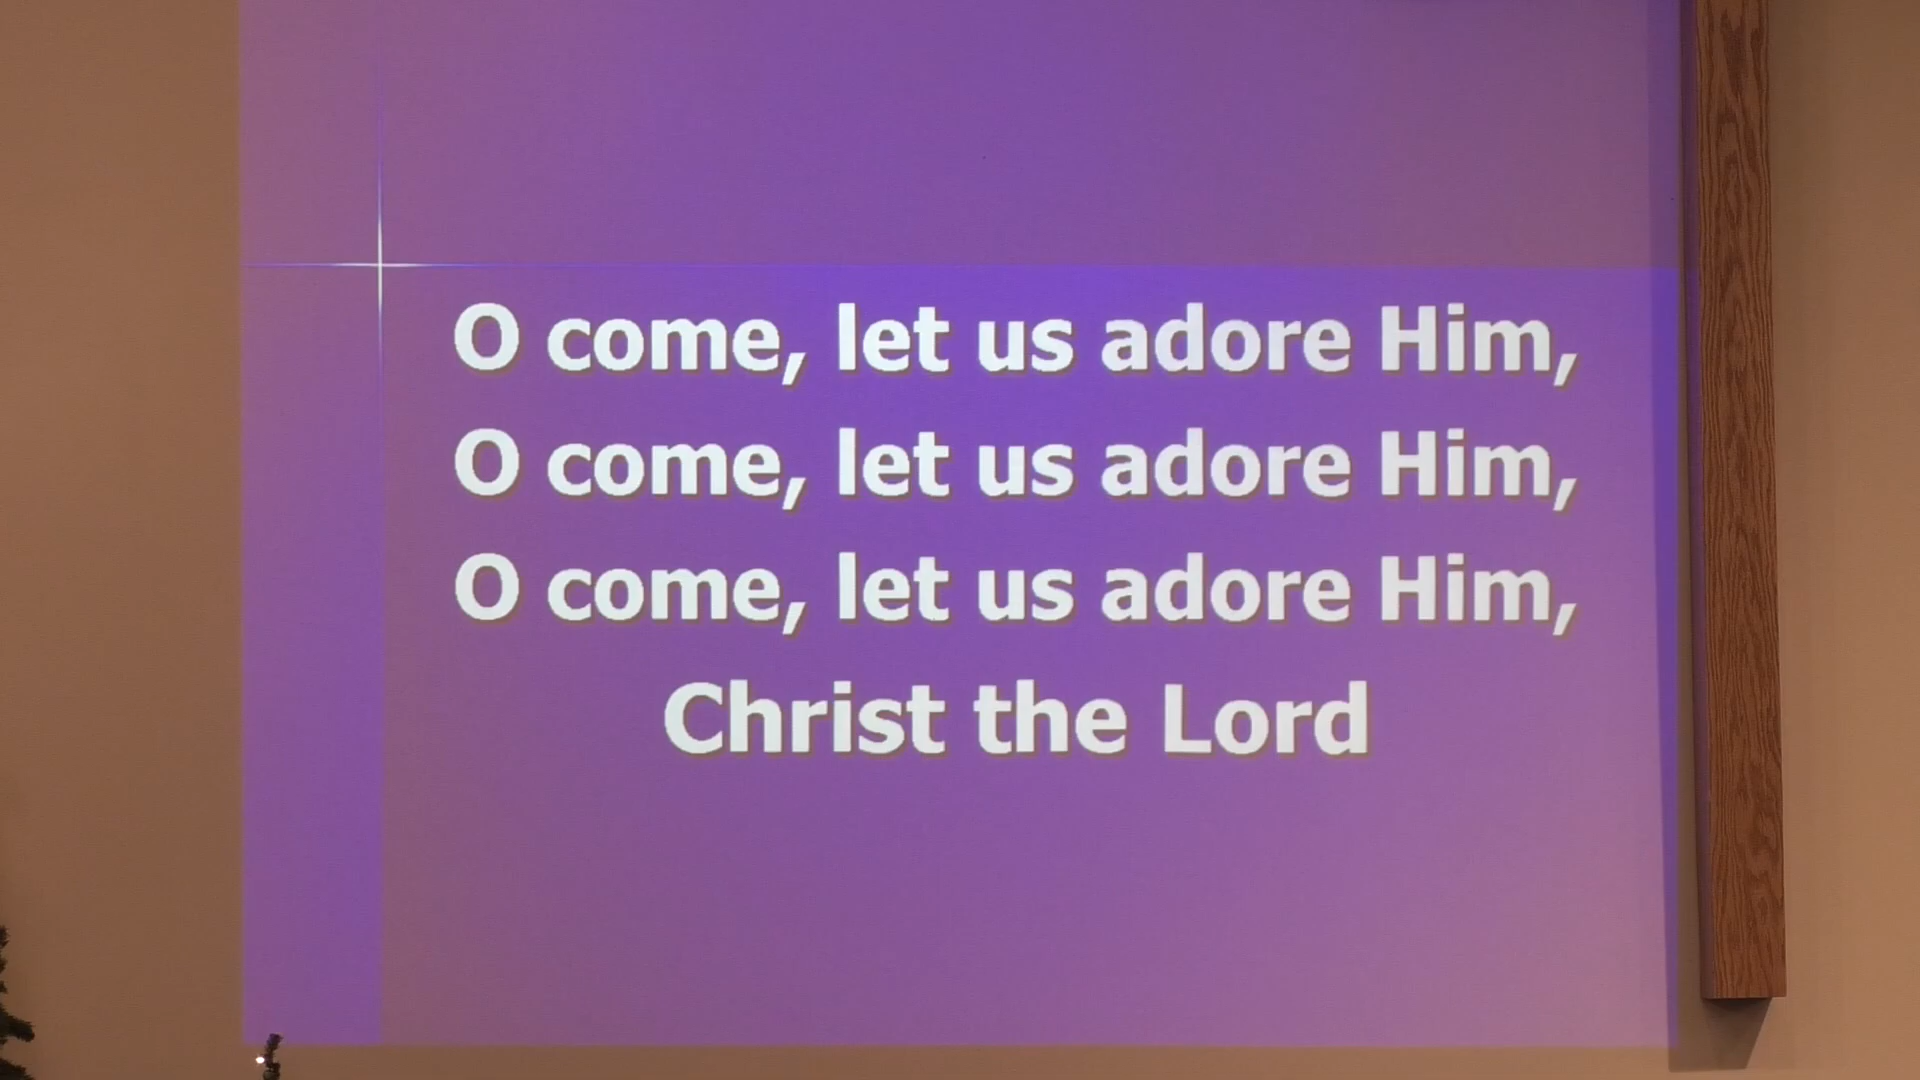 O come, let us adore Him,
O come, let us adore Him,
O come, let us adore Him,
Christ the Lord